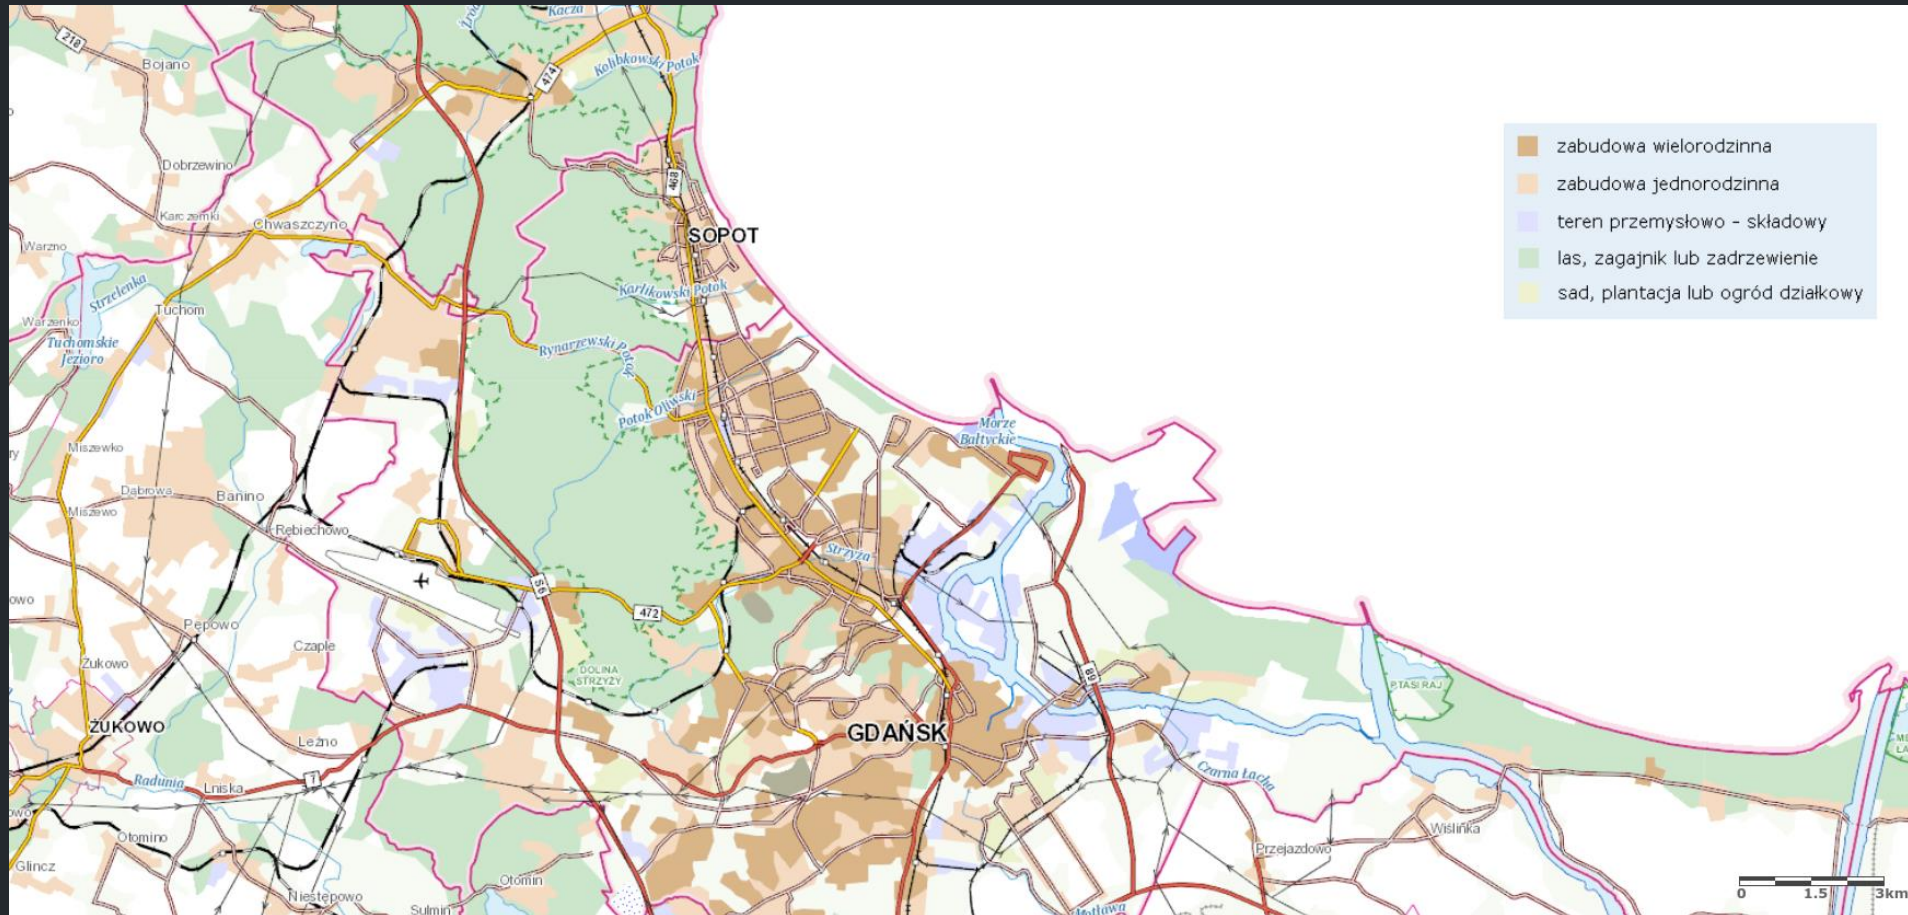 Kacza
218
Bojano
474
Kolibkowski Potok
Dobrzewino
468
Karczemki
Chwaszczyno
SOPOT
Warzno
Strzelenka
Karlikowski Potok
Tuchom
Warzenko
Tuchomskie
Jezioro
Rynarzewski Potok
Potok Oliwski
Morze
Bałtyckie
Miszewko
Dąbrowa
Banino
Miszewo
Rębiechowo
Strzyża
S6
472
Pępowo
Czaple
Żukowo
DOLINA
STRZYŻY
89
PTASI RAJ
ŻUKOWO
GDAŃSK
Leźno
Radunia
Lniska
7
Czarna Łacha
Otomino
Wiślinka
Przejazdowo
Glincz
Otomin
Niestępowo
Sulmin
Motława
zabudowa wielorodzinna
zabudowa jednorodzinna
teren przemysłowo - składowy
las, zagajnik lub zadrzewienie
sad, plantacja lub ogród działkowy
0 1.5 3km